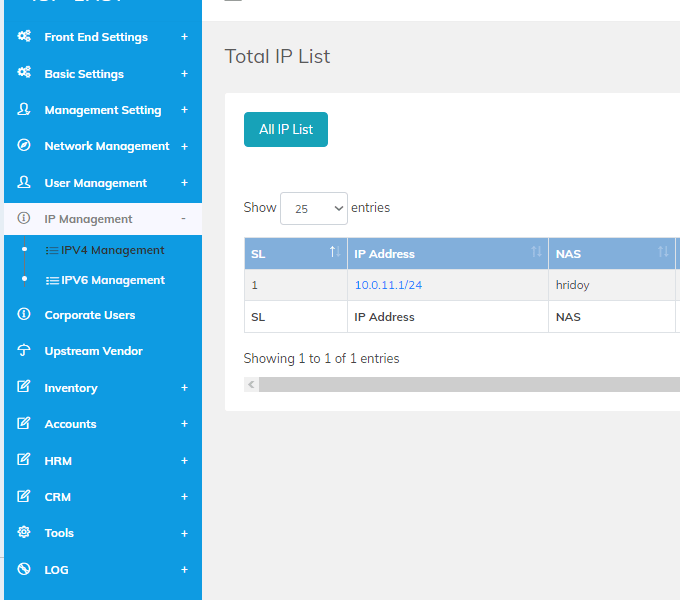 Front End Settings +
Basic Settings +
Management Setting +
Network Management +
User Management +
IP Management -
IPV4 Management
IPV6 Management
Corporate Users
Upstream Vendor
Inventory +
Accounts +
HRM +
CRM +
Tools +
LOG +
Total IP List
All IP List
Show 25 entries
SL IP Address NAS
1 10.0.11.1/24 hridoy
SL IP Address NAS
Showing 1 to 1 of 1 entries